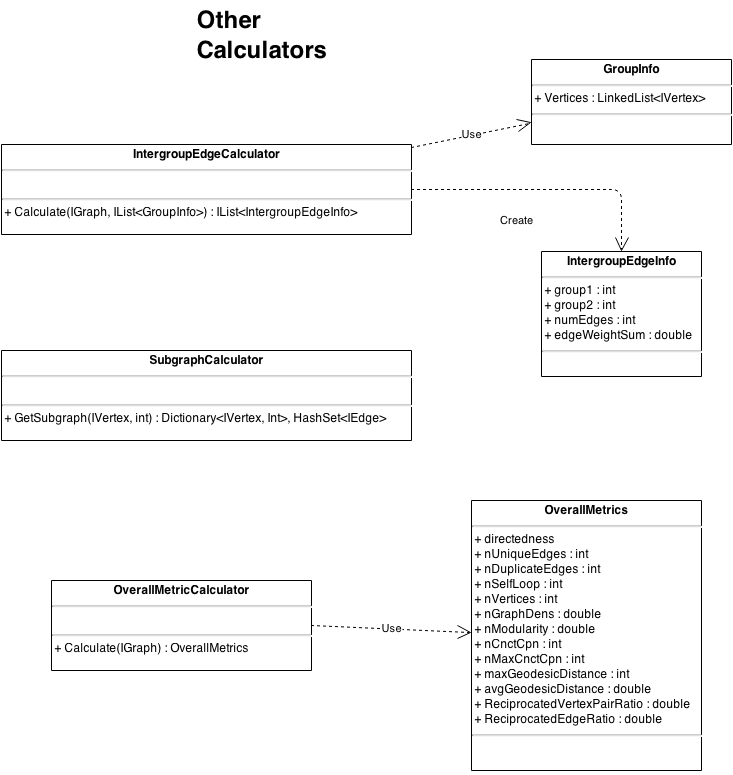 Other
Calculators
GroupInfo
+ Vertices : LinkedList<IVertex>
Use
IntergroupEdgeCalculator
+ Calculate(IGraph, IList<GroupInfo>) : IList<IntergroupEdgeInfo>
Create
IntergroupEdgeInfo
+ group1 : int
+ group2 : int
+ numEdges : int
+ edgeWeightSum : double
SubgraphCalculator
+ GetSubgraph(IVertex, int) : Dictionary<IVertex, Int>, HashSet<IEdge>
OverallMetrics
+ directedness
+ nUniqueEdges : int
+ nDuplicateEdges : int
+ nSelfLoop : int
+ nVertices : int
+ nGraphDens : double
+ nModularity : double
+ nCnctCpn : int
+ nMaxCnctCpn : int
+ maxGeodesicDistance : int
+ avgGeodesicDistance : double
+ ReciprocatedVertexPairRatio : double
+ ReciprocatedEdgeRatio : double
OverallMetricCalculator
+ Calculate(IGraph) : OverallMetrics
Use